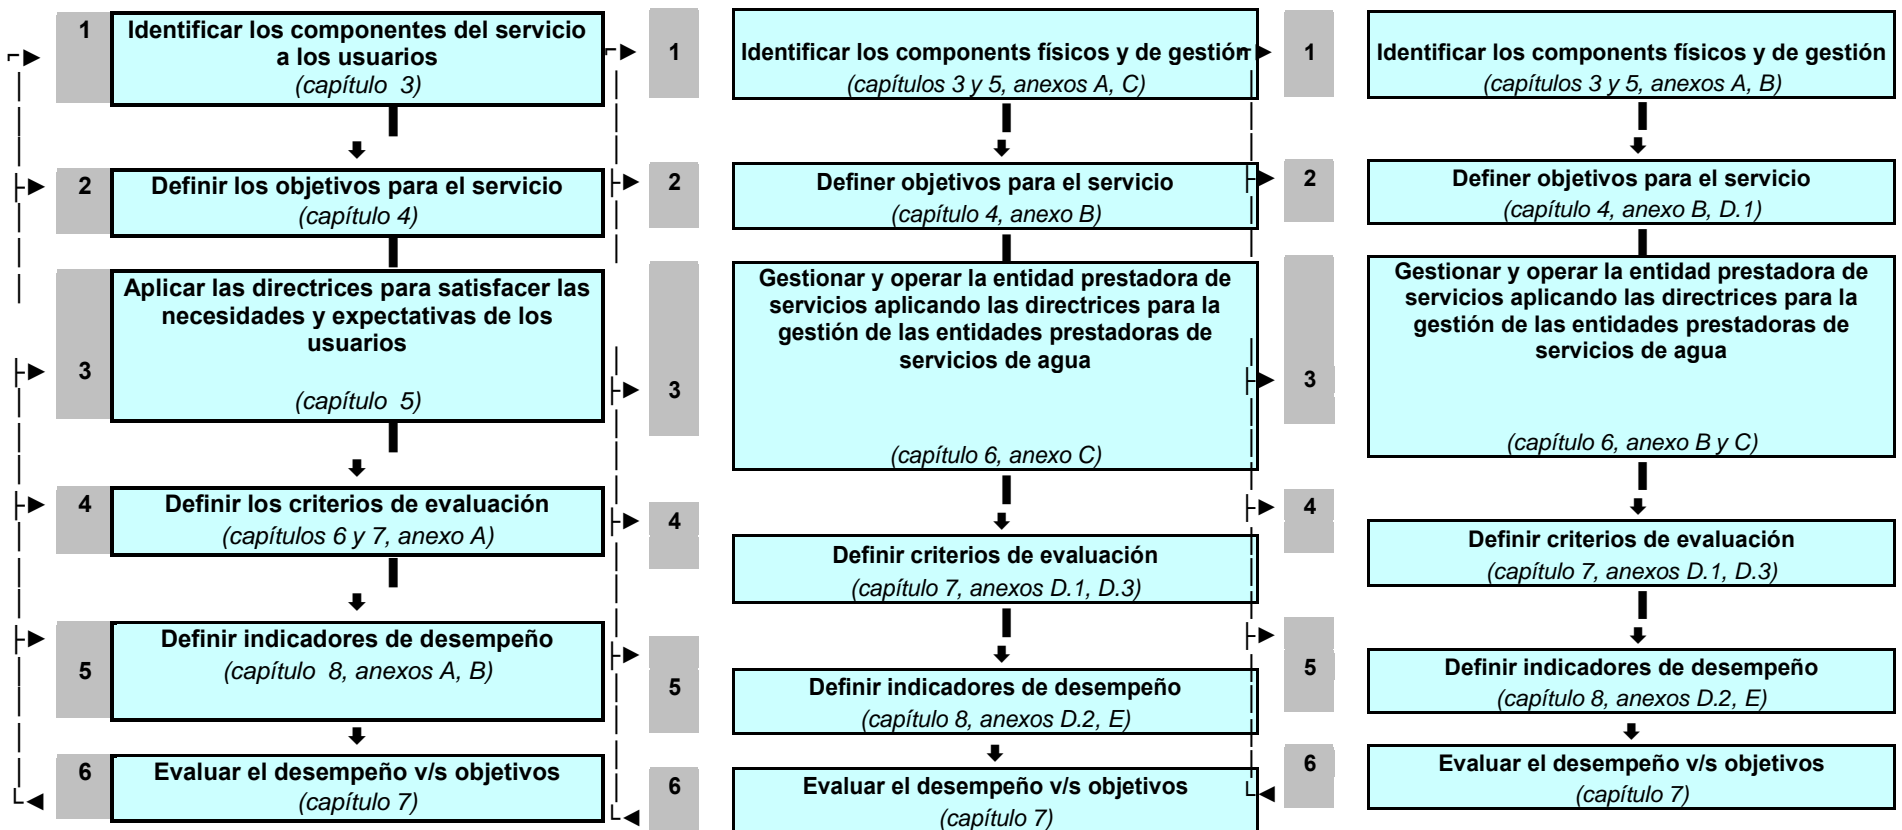 1
Identificar los componentes del servicio
a los usuarios
(capítulo 3)
2
Definir los objetivos para el servicio
(capítulo 4)
3
Aplicar las directrices para satisfacer las
necesidades y expectativas de los
usuarios
(capítulo 5)
4
Definir los criterios de evaluación
(capítulos 6 y 7, anexo A)
5
Definir indicadores de desempeño
(capítulo 8, anexos A, B)
6
Evaluar el desempeño v/s objetivos
(capítulo 7)
1
Identificar los components físicos y de gestión
(capítulos 3 y 5, anexos A, C)
2
Definer objetivos para el servicio
(capítulo 4, anexo B)
3
Gestionar y operar la entidad prestadora de
servicios aplicando las directrices para la
gestión de las entidades prestadoras de
servicios de agua
(capítulo 6, anexo C)
4
Definir criterios de evaluación
(capítulo 7, anexos D.1, D.3)
5
Definir indicadores de desempeño
(capítulo 8, anexos D.2, E)
6
Evaluar el desempeño v/s objetivos
(capítulo 7)
1
Identificar los components físicos y de gestión
(capítulos 3 y 5, anexos A, B)
2
Definer objetivos para el servicio
(capítulo 4, anexo B, D.1)
3
Gestionar y operar la entidad prestadora de
servicios aplicando las directrices para la
gestión de las entidades prestadoras de
servicios de agua
(capítulo 6, anexo B y C)
4
Definir criterios de evaluación
(capítulo 7, anexos D.1, D.3)
5
Definir indicadores de desempeño
(capítulo 8, anexos D.2, E)
6
Evaluar el desempeño v/s objetivos
(capítulo 7)